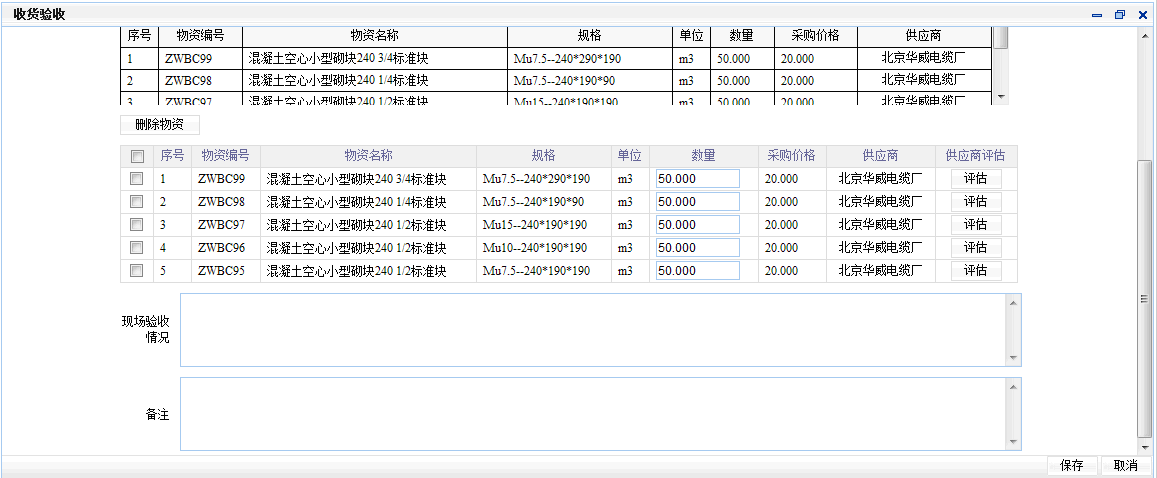 收货验收
序号 物资编号 物资名称 规格 单位 数量 采购价格 供应商
1 ZWBC99 混凝土空心小型砌块240 3/4标准块 Mu7.5--240*290*190 m3 50.000 20.000 北京华威电缆厂
2 ZWBC98 混凝土空心小型砌块240 1/4标准块 Mu7.5--240*190*90 m3 50.000 20.000 北京华威电缆厂
3 ZWBC97 混凝土空心小型砌块240 1/2标准块 Mu15--240*190*190 m3 50.000 20.000 北京华威电缆厂
删除物资
序号 物资编号 物资名称 规格 单位 数量 采购价格 供应商 供应商评估
1 ZWBC99 混凝土空心小型砌块240 3/4标准块 Mu7.5--240*290*190 m3 50.000 20.000 北京华威电缆厂 评估
2 ZWBC98 混凝土空心小型砌块240 1/4标准块 Mu7.5--240*190*90 m3 50.000 20.000 北京华威电缆厂 评估
3 ZWBC97 混凝土空心小型砌块240 1/2标准块 Mu15--240*190*190 m3 50.000 20.000 北京华威电缆厂 评估
4 ZWBC96 混凝土空心小型砌块240 1/2标准块 Mu10--240*190*190 m3 50.000 20.000 北京华威电缆厂 评估
5 ZWBC95 混凝土空心小型砌块240 1/2标准块 Mu7.5--240*190*190 m3 50.000 20.000 北京华威电缆厂 评估
现场验收
情况
备注
保存 取消